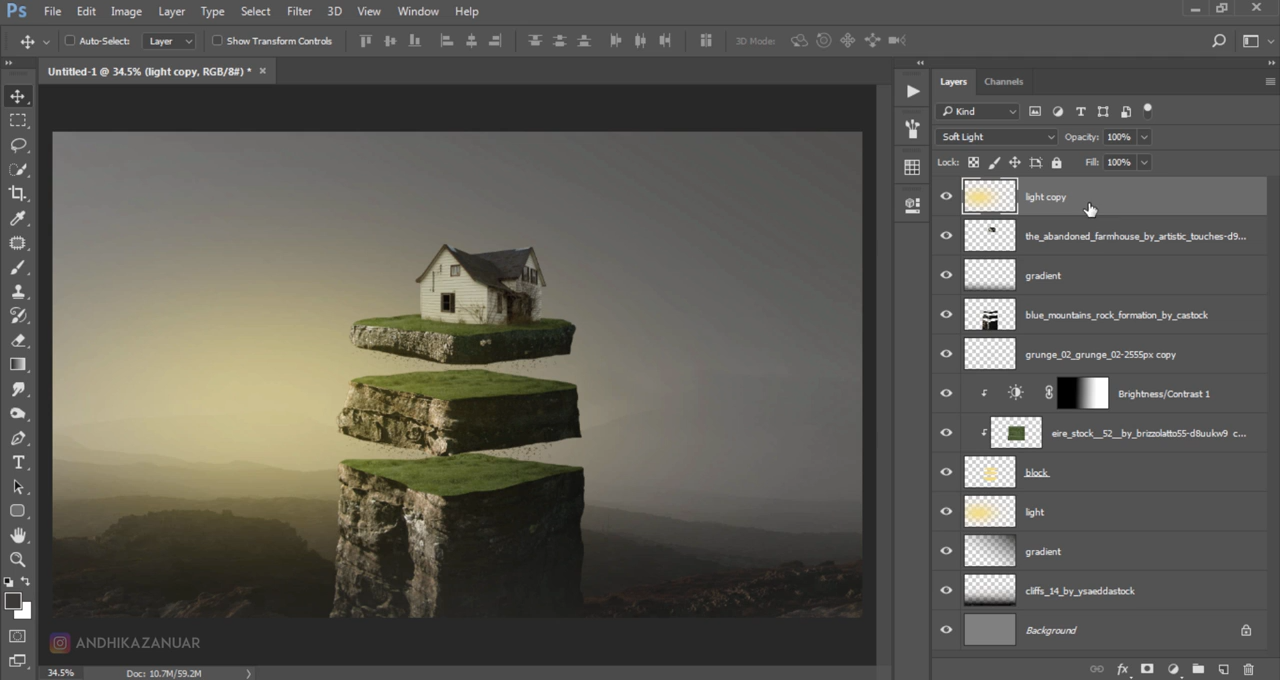 Ps File Edit Image Layer Type Select Filter 3D View Window Help
Auto-Select: Layer Show Transform Controls 3D Mode:
Untitled-1 @ 34.5% (light copy, RGB/8#) *
Layers Channels
Kind
Soft Light Opacity: 100%
Lock: Fill: 100%
light copy
the_abandoned_farmhouse_by_artistic_touches-d9...
gradient
blue_mountains_rock_formation_by_castock
grunge_02_grunge_02-2555px copy
Brightness/Contrast 1
eire_stock__52__by_brizzolatto55-d8uukw9 c...
block
light
gradient
cliffs_14_by_ysaeddastock
Background
ANDHIKAZANUAR
34.5% Doc: 10.7M/59.2M